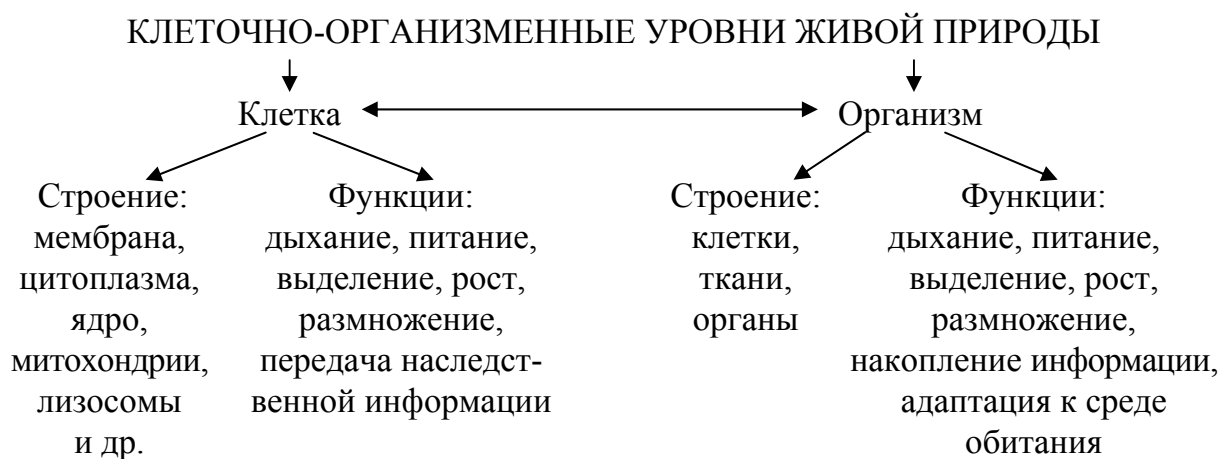 КЛЕТОЧНО-ОРГАНИЗМЕННЫЕ УРОВНИ ЖИВОЙ ПРИРОДЫ
Клетка
Организм
Строение:
мембрана,
цитоплазма,
ядро,
митохондрии,
лизосомы
и др.
Функции:
дыхание, питание,
выделение, рост,
размножение,
передача наследст-
венной информации
Строение:
клетки,
ткани,
органы
Функции:
дыхание, питание,
выделение, рост,
размножение,
накопление информации,
адаптация к среде
обитания